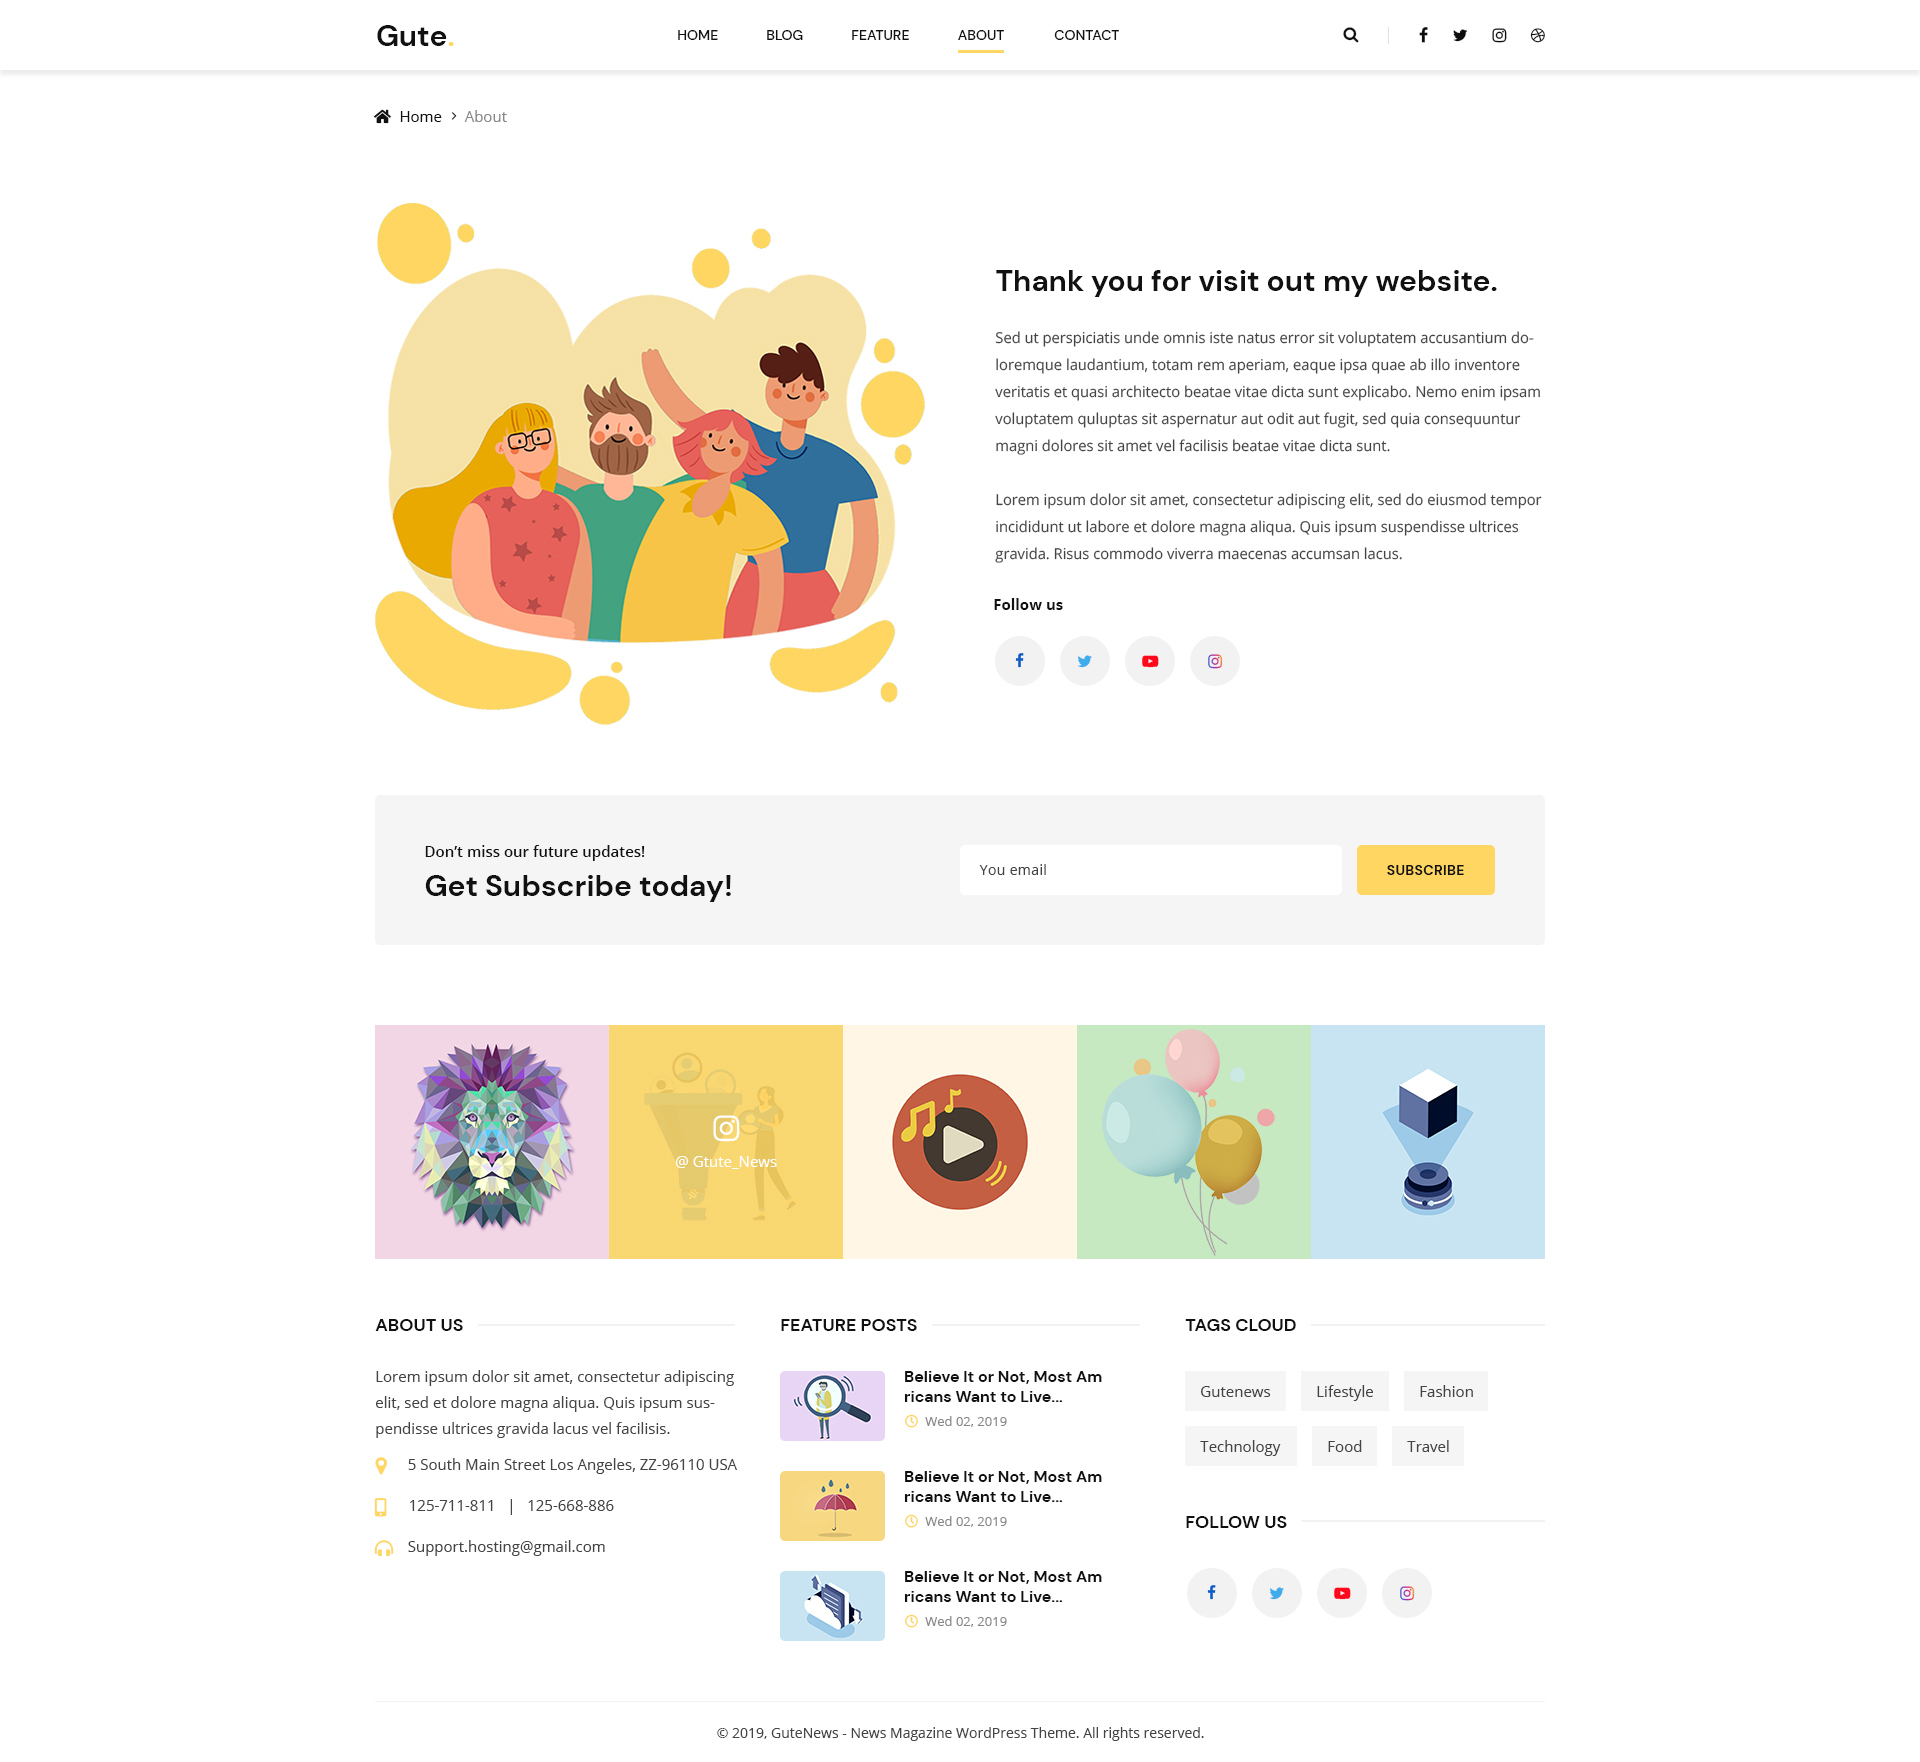 Gute.
HOME BLOG FEATURE ABOUT CONTACT
Home > About
Thank you for visit out my website.
Sed ut perspiciatis unde omnis iste natus error sit voluptatem accusantium do-
loremque laudantium, totam rem aperiam, eaque ipsa quae ab illo inventore
veritatis et quasi architecto beatae vitae dicta sunt explicabo. Nemo enim ipsam
voluptatem quluptas sit aspernatur aut odit aut fugit, sed quia consequuntur
magni dolores sit amet vel facilisis beatae vitae dicta sunt.
Lorem ipsum dolor sit amet, consectetur adipiscing elit, sed do eiusmod tempor
incididunt ut labore et dolore magna aliqua. Quis ipsum suspendisse ultrices
gravida. Risus commodo viverra maecenas accumsan lacus.
Follow us
Don’t miss our future updates!
Get Subscribe today!
You email
SUBSCRIBE
@ Gtute_News
ABOUT US
Lorem ipsum dolor sit amet, consectetur adipiscing
elit, sed et dolore magna aliqua. Quis ipsum sus-
pendisse ultrices gravida lacus vel facilisis.
5 South Main Street Los Angeles, ZZ-96110 USA
125-711-811 | 125-668-886
Support.hosting@gmail.com
FEATURE POSTS
Believe It or Not, Most Am
ricans Want to Live...
Wed 02, 2019
Believe It or Not, Most Am
ricans Want to Live...
Wed 02, 2019
Believe It or Not, Most Am
ricans Want to Live...
Wed 02, 2019
TAGS CLOUD
Gutenews Lifestyle Fashion
Technology Food Travel
FOLLOW US
© 2019, GuteNews - News Magazine WordPress Theme. All rights reserved.